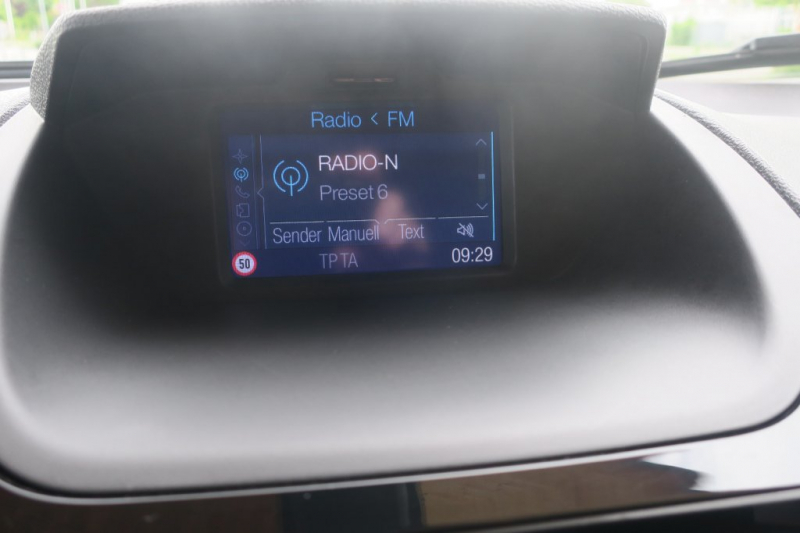 Radio < FM
RADIO-N
Preset 6
Sender Manuell Text
50 TP TA 09:29